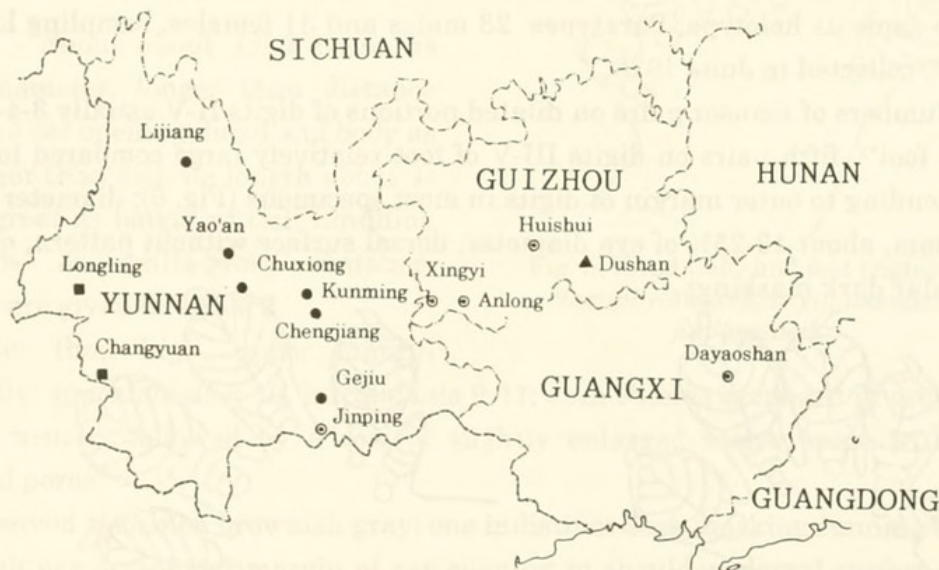 SICHUAN
Lijiang
GUIZHOU
HUNAN
Yao'an
Huishui
Longling
Chuxiong
Xingyi
Dushan
YUNNAN
Kunming
Anlong
Chengjiang
Changyuan
Dayaoshan
Gejiu
GUANGXI
Jinping
GUANGDONG